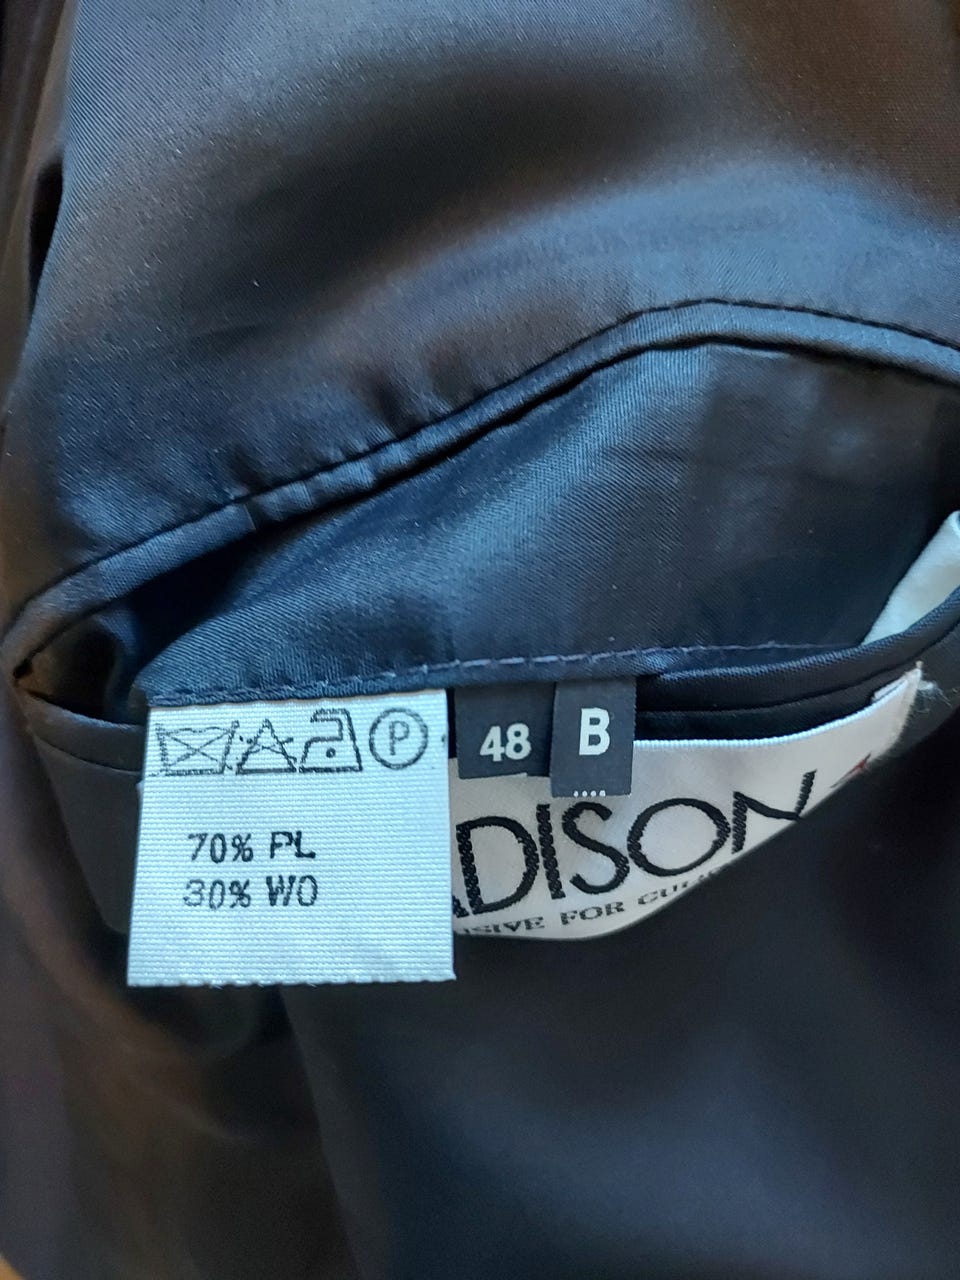 P
70% PL
30% WO
48
B
ADISON
SIVE FOR